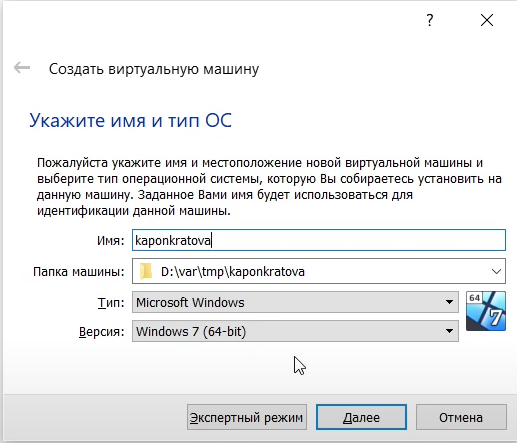 ?
Создать виртуальную машину
Укажите имя и тип ОС
Пожалуйста укажите имя и местоположение новой виртуальной машины и
выберите тип операционной системы, которую Вы собираетесь установить на
данную машину. Заданное Вами имя будет использоваться для
идентификации данной машины.
Имя: kaponkratova
Папка машины: D:\var\tmp\kaponkratova
Тип: Microsoft Windows 64
Версия: Windows 7 (64-bit) 7
Экспертный режим Далее Отмена